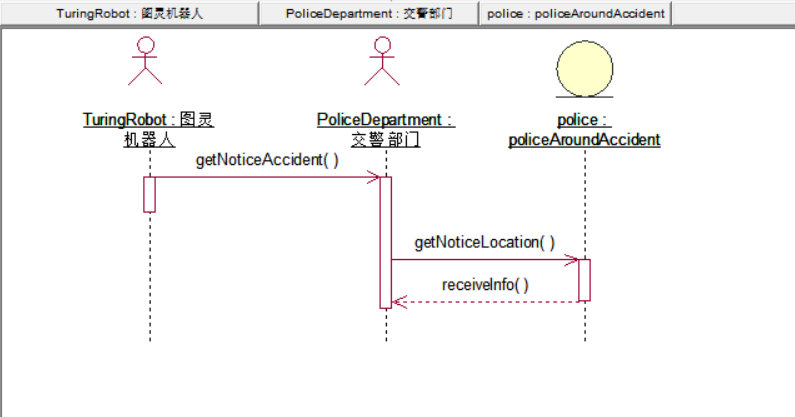 TuringRobot : 图灵机器人
PoliceDepartment : 交警部门
police : policeAroundAccident
TuringRobot : 图灵
机器人
PoliceDepartment :
交警部门
police :
policeAroundAccident
getNoticeAccident( )
getNoticeLocation( )
receiveInfo( )